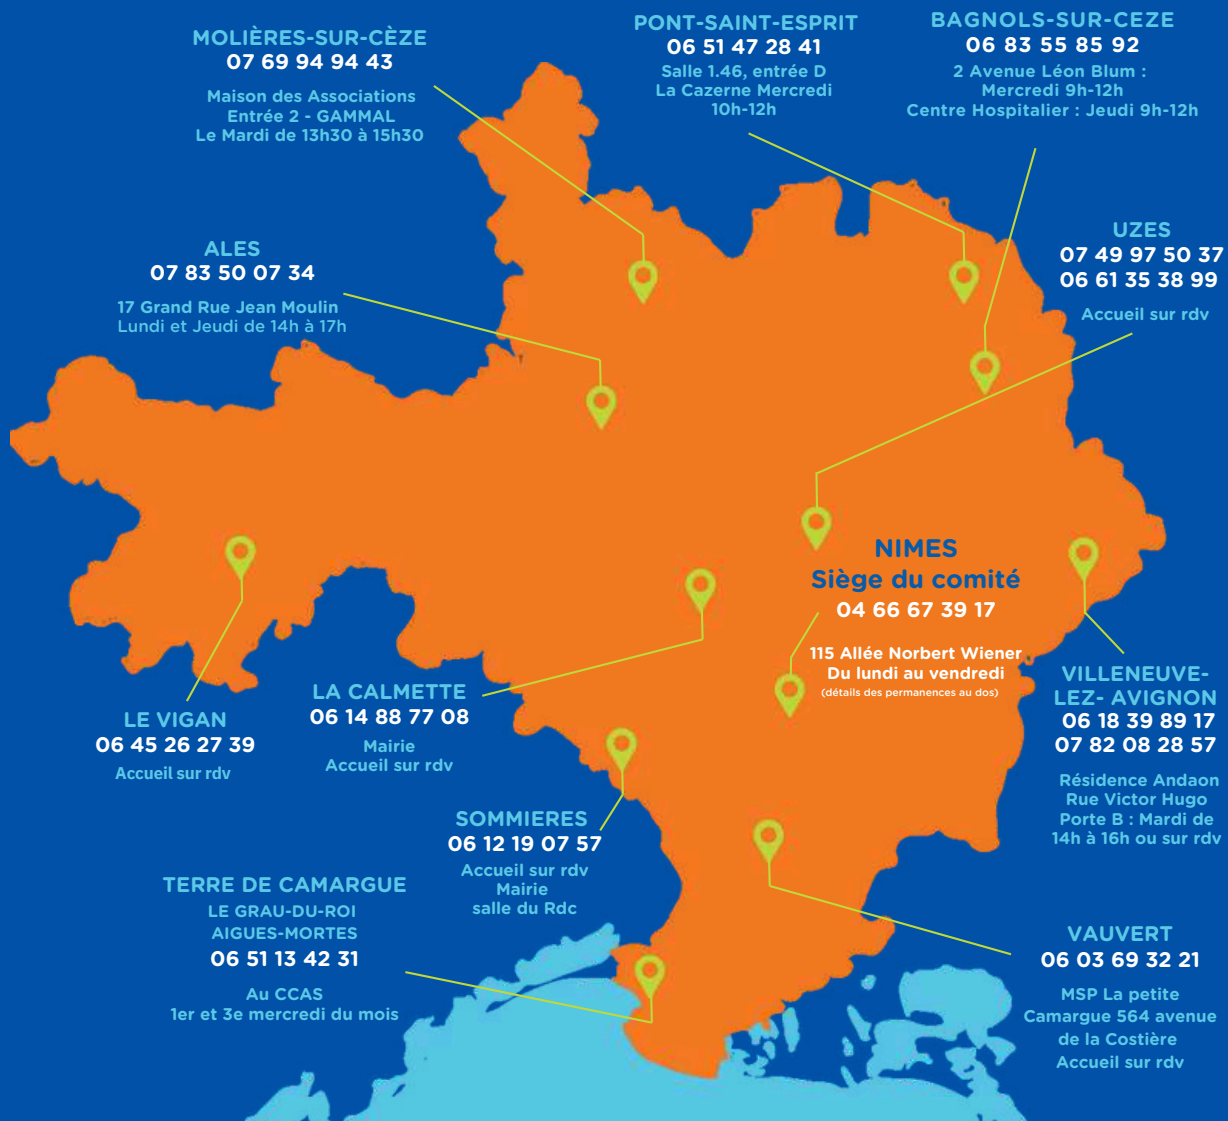 MOLIÈRES-SUR-CÈZE
07 69 94 94 43
Maison des Associations
Entrée 2 - GAMMAL
Le Mardi de 13h30 à 15h30
PONT-SAINT-ESPRIT
06 51 47 28 41
Salle 1.46, entrée D
La Cazerne Mercredi
10h-12h
BAGNOLS-SUR-CEZE
06 83 55 85 92
2 Avenue Léon Blum :
Mercredi 9h-12h
Centre Hospitalier : Jeudi 9h-12h
ALES
07 83 50 07 34
17 Grand Rue Jean Moulin
Lundi et Jeudi de 14h à 17h
UZES
07 49 97 50 37
06 61 35 38 99
Accueil sur rdv
NIMES
Siège du comité
04 66 67 39 17
115 Allée Norbert Wiener
Du lundi au vendredi
(détails des permanences au dos)
LE VIGAN
06 45 26 27 39
Accueil sur rdv
LA CALMETTE
06 14 88 77 08
Mairie
Accueil sur rdv
VILLENEUVE-
LEZ- AVIGNON
06 18 39 89 17
07 82 08 28 57
Résidence Andaon
Rue Victor Hugo
Porte B : Mardi de
14h à 16h ou sur rdv
SOMMIERES
06 12 19 07 57
Accueil sur rdv
Mairie
salle du Rdc
TERRE DE CAMARGUE
LE GRAU-DU-ROI
AIGUES-MORTES
06 51 13 42 31
Au CCAS
1er et 3e mercredi du mois
VAUVERT
06 03 69 32 21
MSP La petite
Camargue 564 avenue
de la Costière
Accueil sur rdv